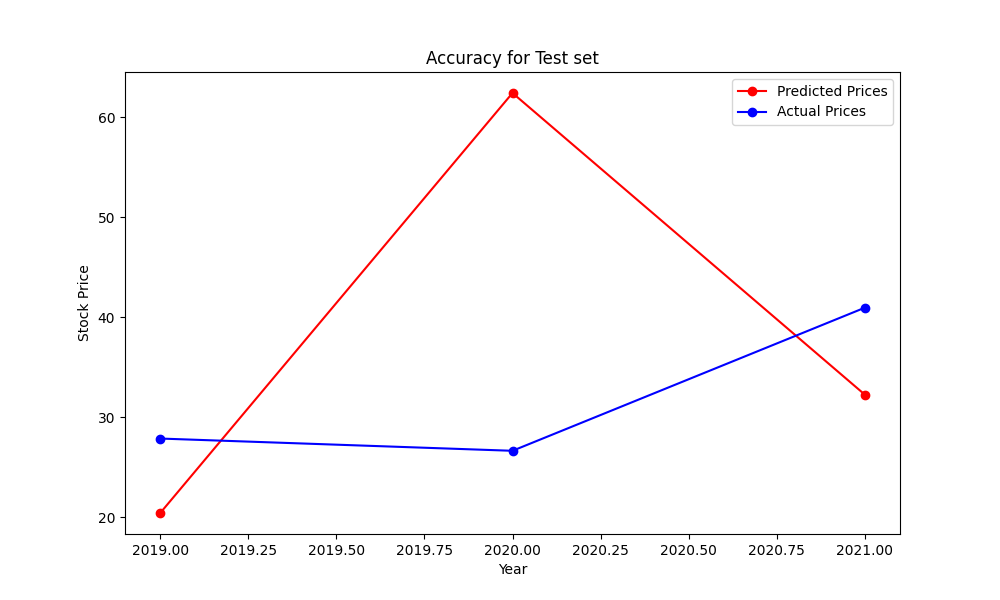 Accuracy for Test set
Predicted Prices
Actual Prices
60
50
40
30
20
Stock Price
2019.00 2019.25 2019.50 2019.75 2020.00 2020.25 2020.50 2020.75 2021.00
Year